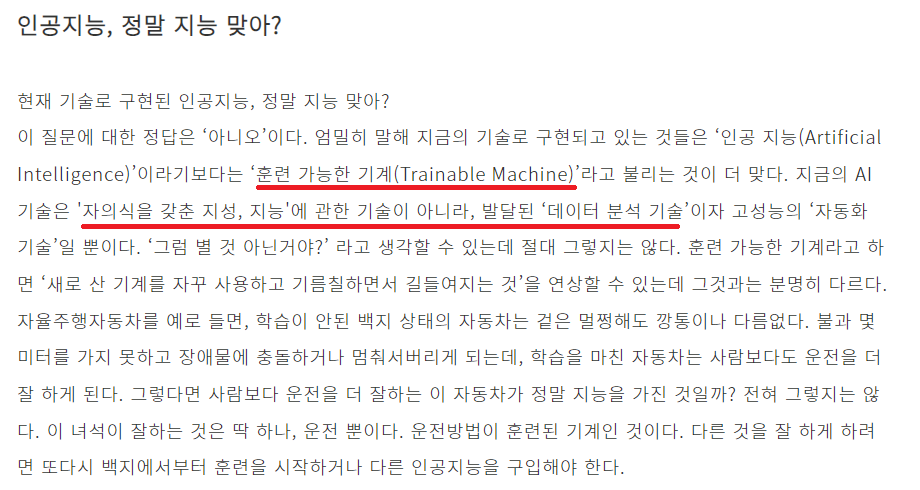 인공지능, 정말 지능 맞아?
현재 기술로 구현된 인공지능, 정말 지능 맞아?
이 질문에 대한 정답은 ‘아니오’이다. 엄밀히 말해 지금의 기술로 구현되고 있는 것들은 ‘인공 지능(Artificial
Intelligence)’이라기보다는 ‘훈련 가능한 기계(Trainable Machine)’라고 불리는 것이 더 맞다. 지금의 AI
기술은 '자의식을 갖춘 지성, 지능'에 관한 기술이 아니라, 발달된 ‘데이터 분석 기술’이자 고성능의 ‘자동화
기술’일 뿐이다. ‘그럼 별 것 아닌거야?’ 라고 생각할 수 있는데 절대 그렇지는 않다. 훈련 가능한 기계라고 하
면 ‘새로 산 기계를 자꾸 사용하고 기름칠하면서 길들여지는 것’을 연상할 수 있는데 그것과는 분명히 다르다.
자율주행자동차를 예로 들면, 학습이 안된 백지 상태의 자동차는 겉은 멀쩡해도 깡통이나 다름없다. 불과 몇
미터를 가지 못하고 장애물에 충돌하거나 멈춰서버리게 되는데, 학습을 마친 자동차는 사람보다도 운전을 더
잘 하게 된다. 그렇다면 사람보다 운전을 더 잘하는 이 자동차가 정말 지능을 가진 것일까? 전혀 그렇지는 않
다. 이 녀석이 잘하는 것은 딱 하나, 운전 뿐이다. 운전방법이 훈련된 기계인 것이다. 다른 것을 잘 하게 하려
면 또다시 백지에서부터 훈련을 시작하거나 다른 인공지능을 구입해야 한다.